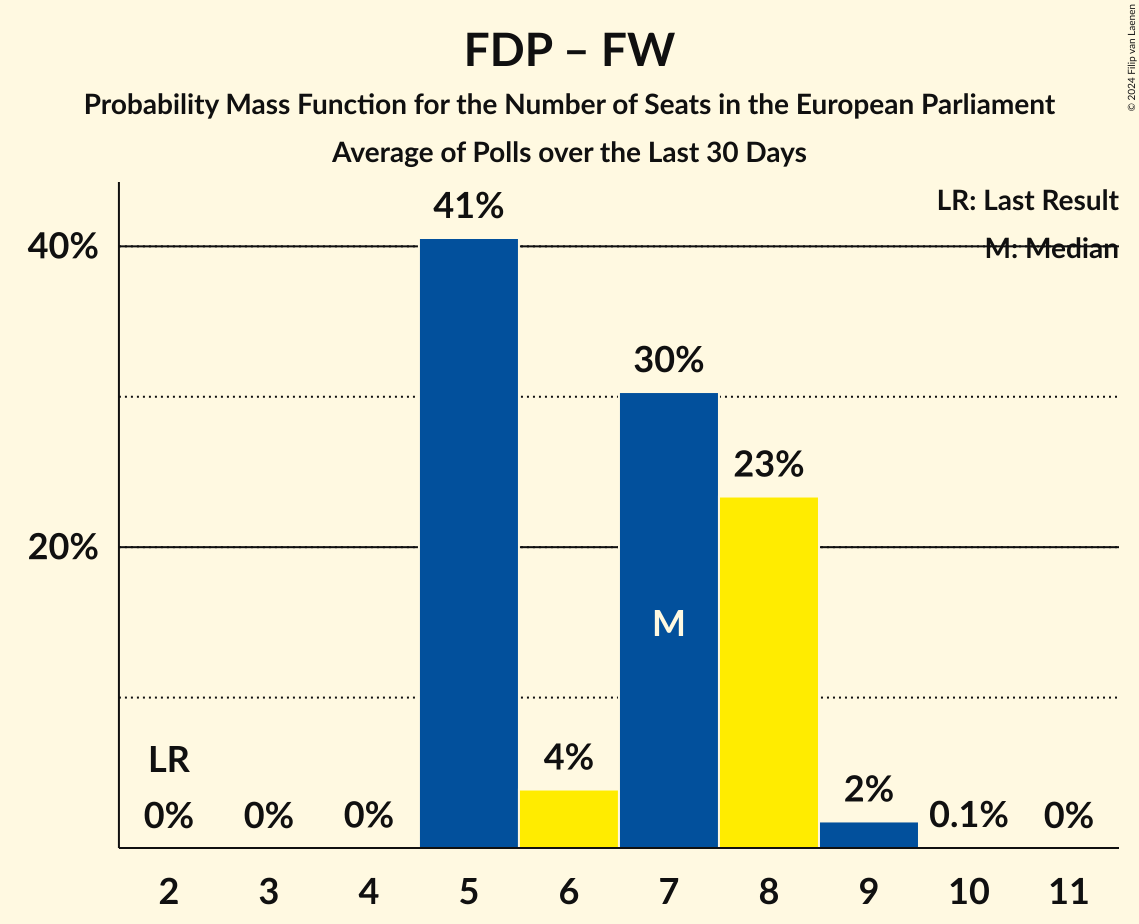 FDP – FW
Probability Mass Function for the Number of Seats in the European Parliament
Average of Polls over the Last 30 Days
© 2024 Filip van Laenen
LR: Last Result
M: Median
41%
40%
30%
23%
20%
M
LR
4%
2%
0% 0% 0% 0.1% 0%
2 3 4 5 6 7 8 9 10 11